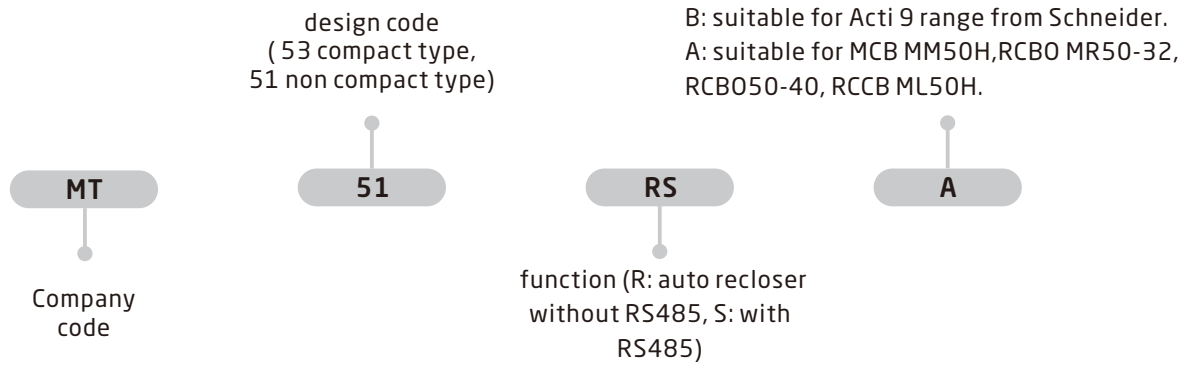 design code
( 53 compact type,
51 non compact type)
B: suitable for Acti 9 range from Schneider.
A: suitable for MCB MM50H,RCBO MR50-32,
RCBO50-40, RCCB ML50H.
MT
51
RS
A
Company
code
function (R: auto recloser
without RS485, S: with
RS485)